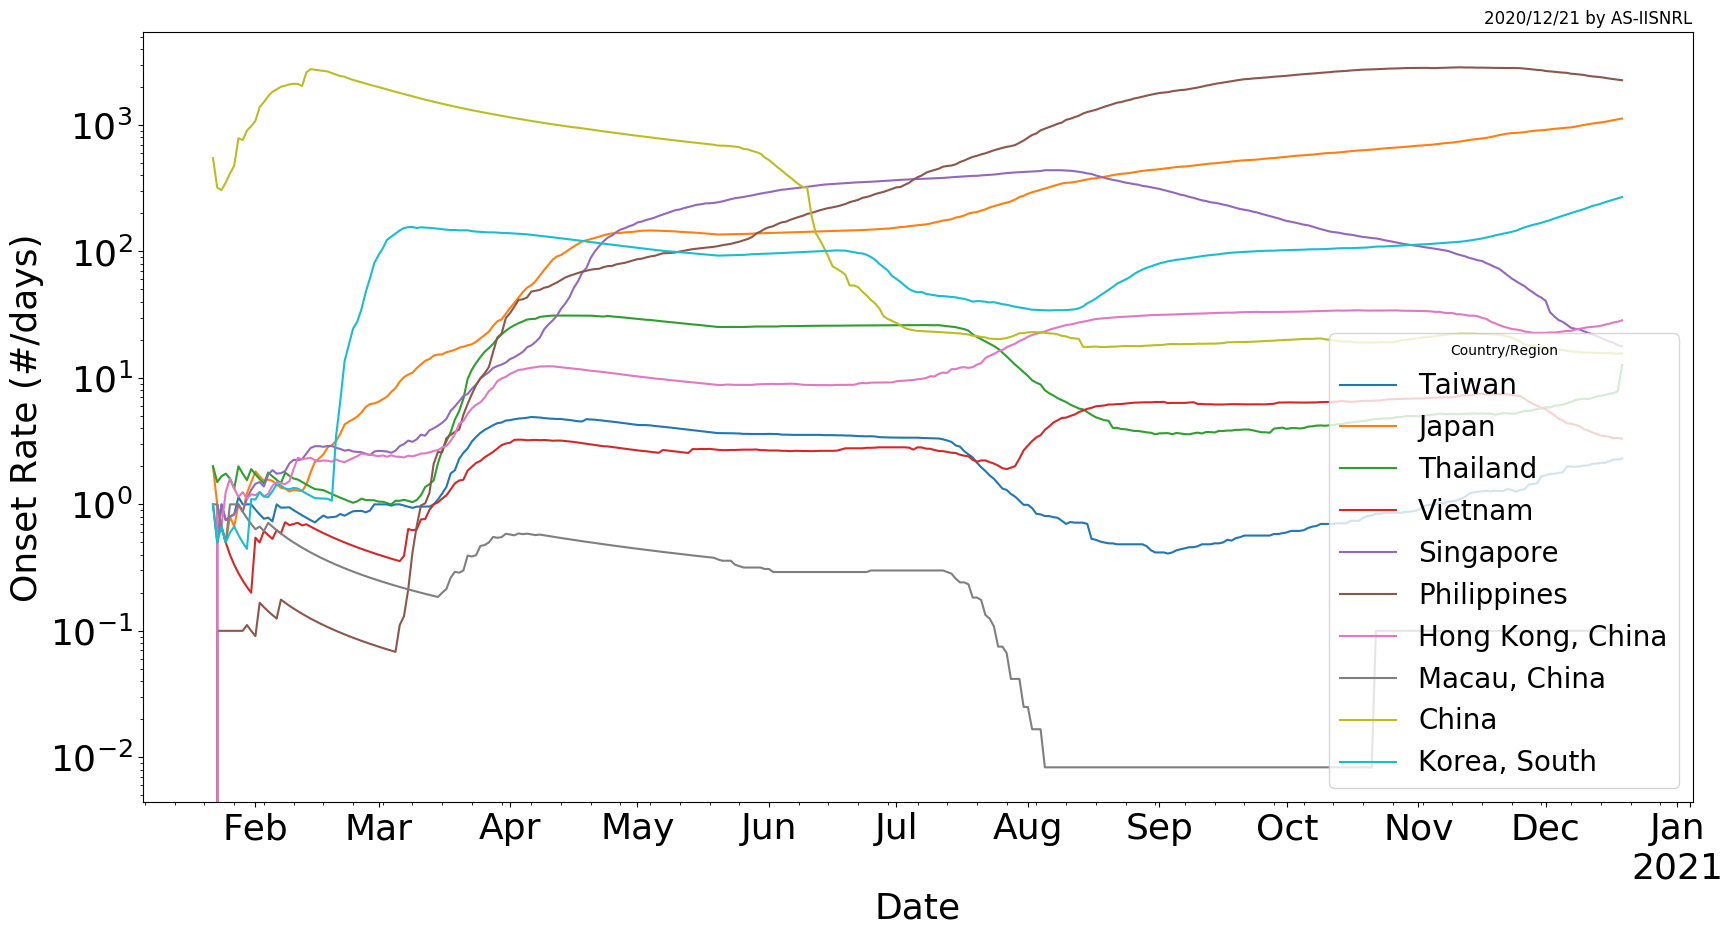 2020/12/21 by AS-IISNRL
Onset Rate (#/days)
10³
10²
10¹
10⁰
10⁻¹
10⁻²
Country/Region
Taiwan
Japan
Thailand
Vietnam
Singapore
Philippines
Hong Kong, China
Macau, China
China
Korea, South
Feb Mar Apr May Jun Jul Aug Sep Oct Nov Dec Jan
2021
Date